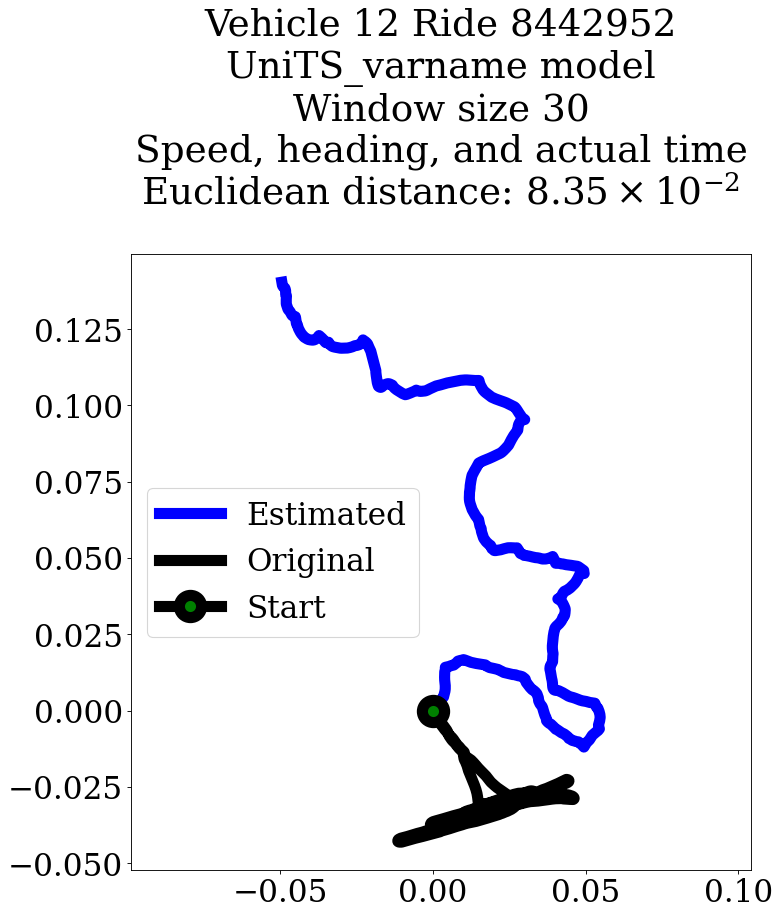 Vehicle 12 Ride 8442952
UniTS_varname model
Window size 30
Speed, heading, and actual time
Euclidean distance: 8.35 × 10⁻²
0.125
0.100
0.075
0.050
0.025
0.000
−0.025
−0.050
Estimated
Original
Start
−0.05
0.00
0.05
0.10